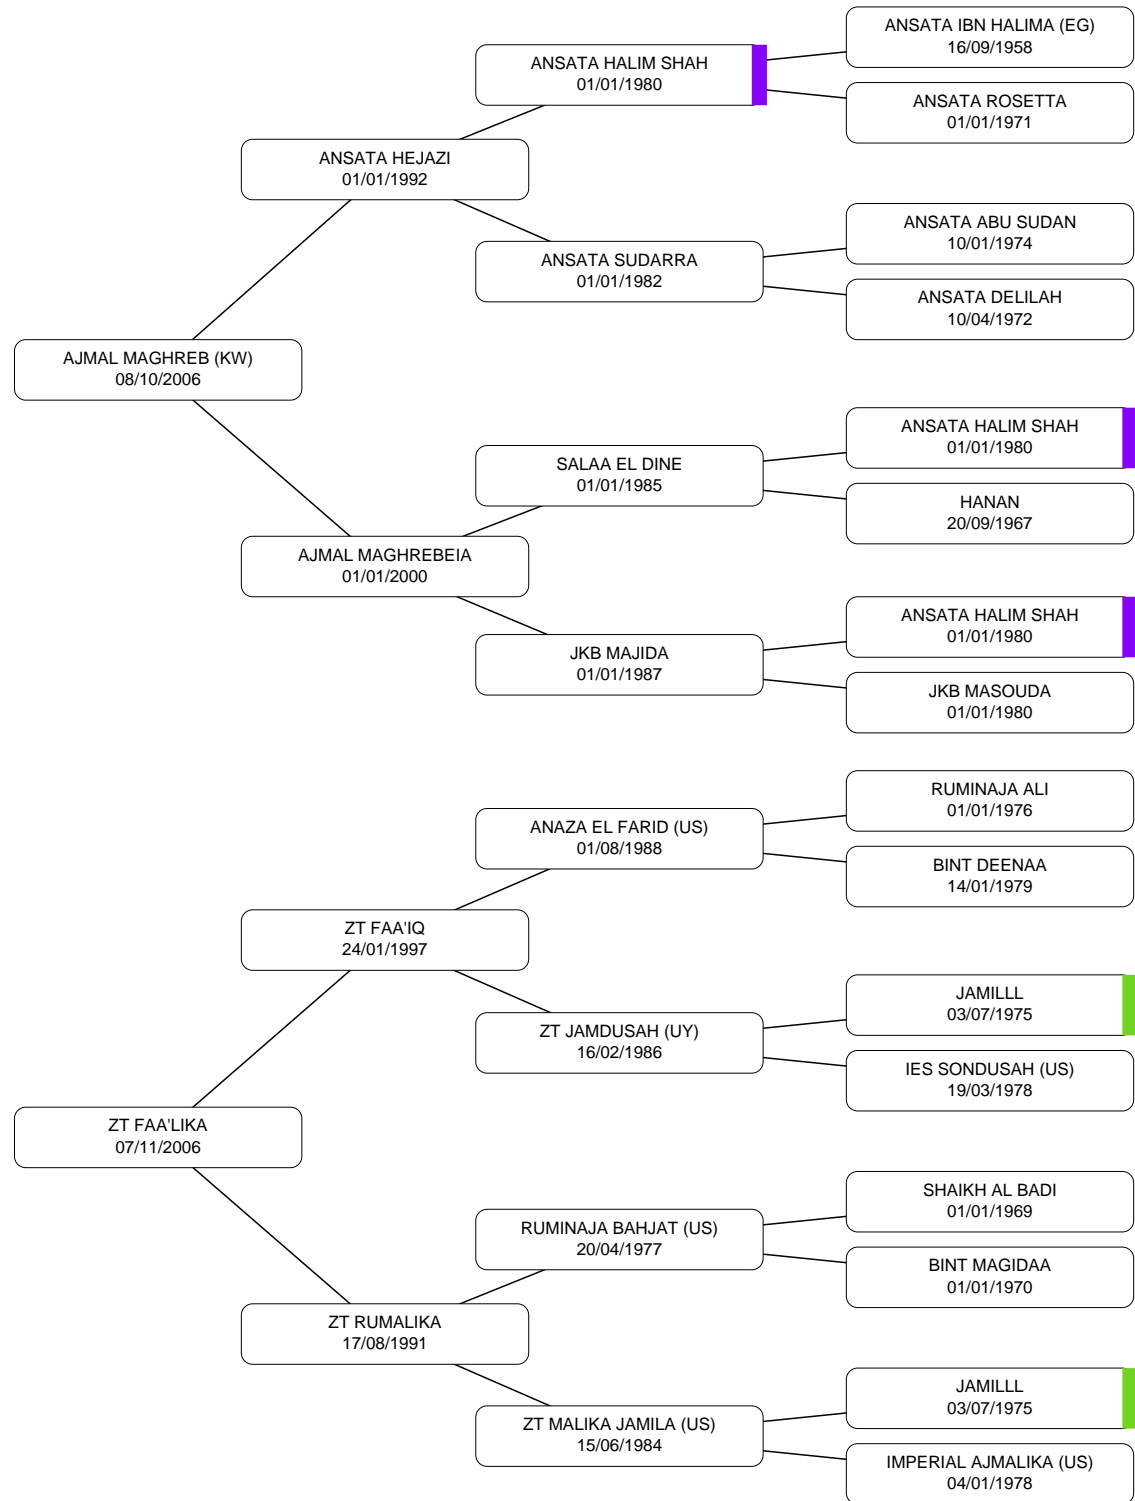 ANSATA IBN HALIMA (EG)
16/09/1958
ANSATA HALIM SHAH
01/01/1980
ANSATA ROSETTA
01/01/1971
ANSATA HEJAZI
01/01/1992
ANSATA ABU SUDAN
10/01/1974
ANSATA SUDARRA
01/01/1982
ANSATA DELILAH
10/04/1972
AJMAL MAGHREB (KW)
08/10/2006
ANSATA HALIM SHAH
01/01/1980
SALAA EL DINE
01/01/1985
HANAN
20/09/1967
AJMAL MAGHREBEIA
01/01/2000
ANSATA HALIM SHAH
01/01/1980
JKB MAJIDA
01/01/1987
JKB MASOUDA
01/01/1980
RUMINAJA ALI
01/01/1976
ANAZA EL FARID (US)
01/08/1988
BINT DEENAA
14/01/1979
ZT FAA'IQ
24/01/1997
JAMILLL
03/07/1975
ZT JAMDUSAH (UY)
16/02/1986
IES SONDUSAH (US)
19/03/1978
ZT FAA'LIKA
07/11/2006
SHAIKH AL BADI
01/01/1969
RUMINAJA BAHJAT (US)
20/04/1977
BINT MAGIDAA
01/01/1970
ZT RUMALIKA
17/08/1991
JAMILLL
03/07/1975
ZT MALIKA JAMILA (US)
15/06/1984
IMPERIAL AJMALIKA (US)
04/01/1978